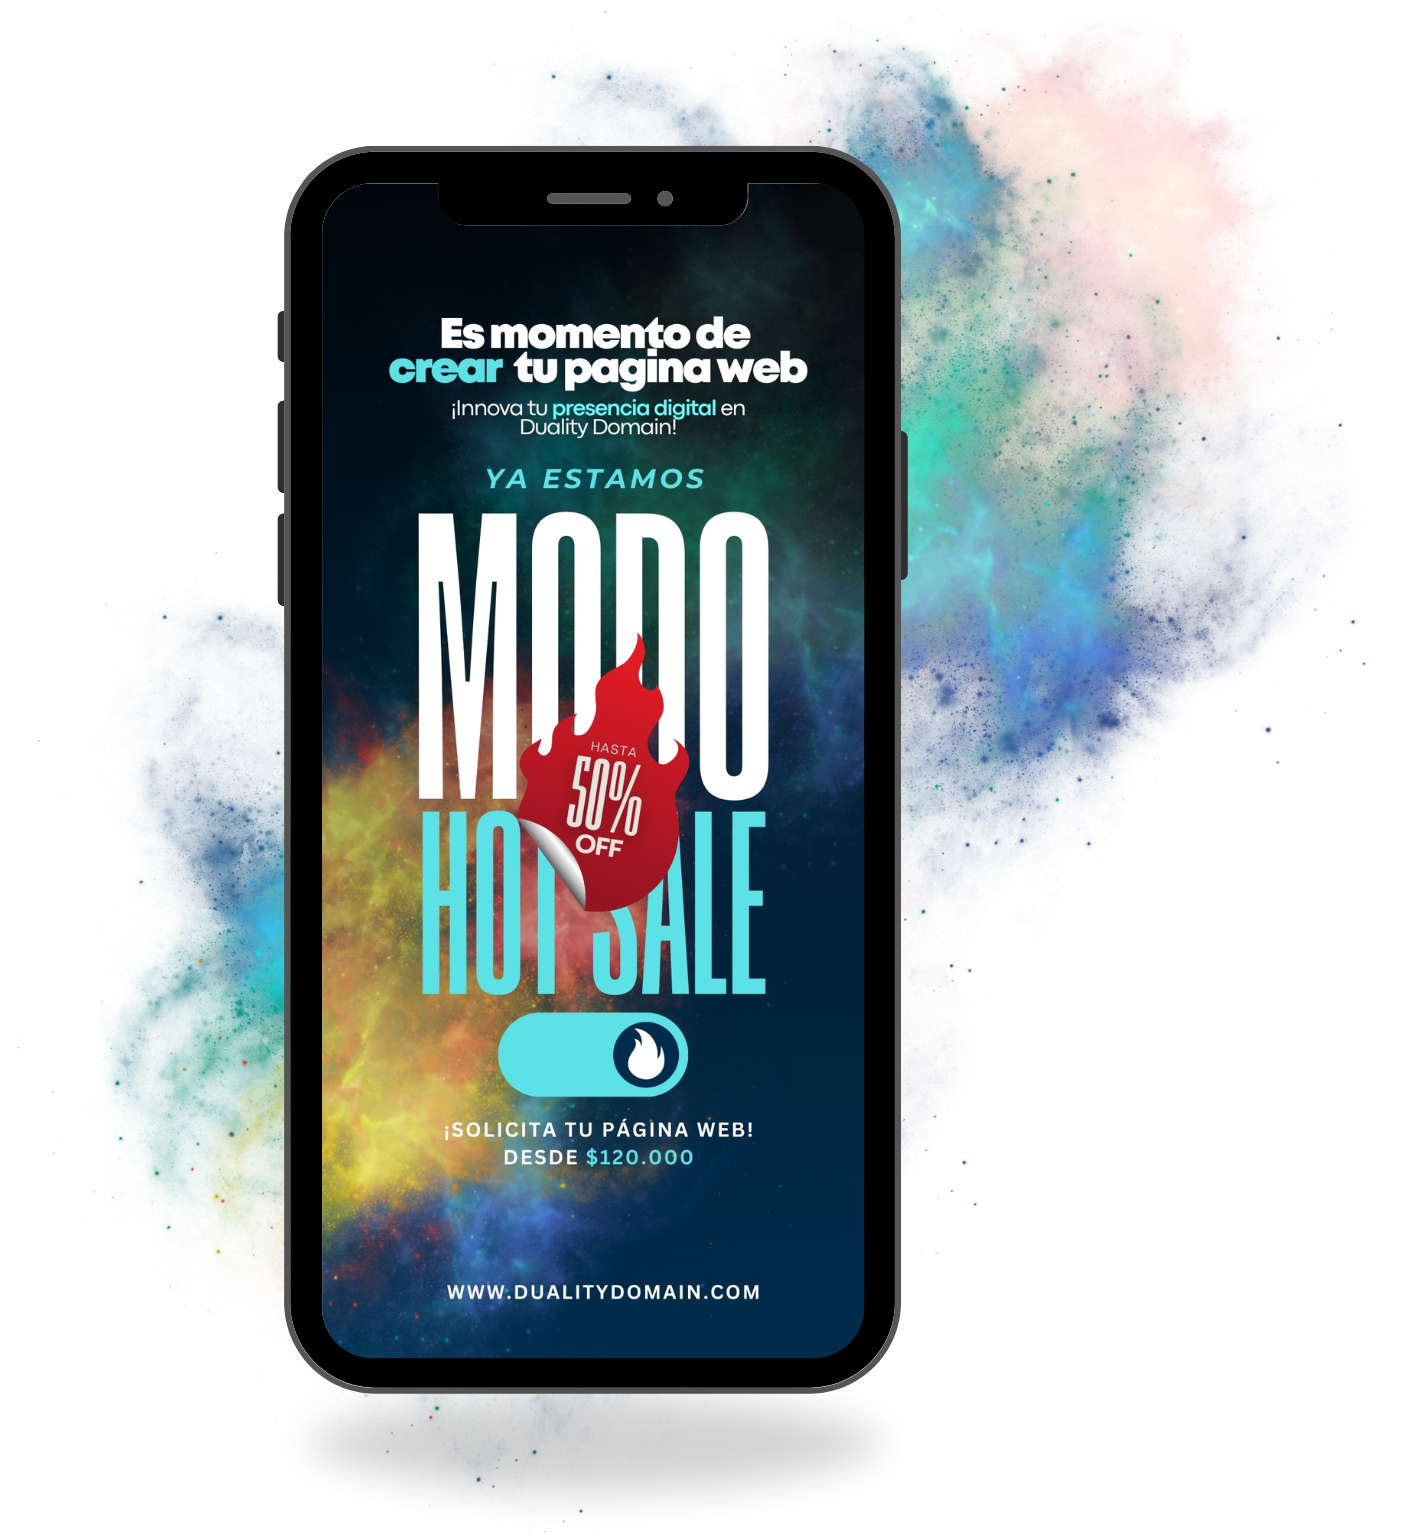 Es momento de
crear tu pagina web
¡Innova tu presencia digital en
Duality Domain!
YA ESTAMOS
MODO
HASTA
50%
OFF
HOT SALE
¡SOLICITA TU PÁGINA WEB!
DESDE $120.000
WWW.DUALITYDOMAIN.COM